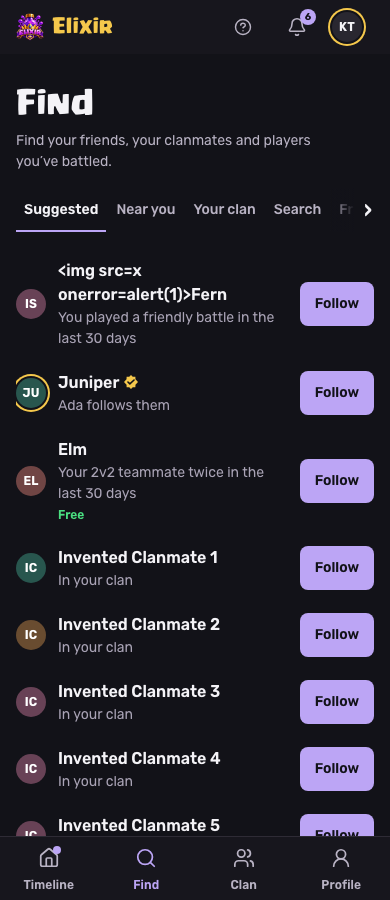 Elixir
6
KT
Find
Find your friends, your clanmates and players
you've battled.
Suggested Near you Your clan Search Fr
<img src=x
onerror=alert(1)>Fern
IS
You played a friendly battle in the
last 30 days
Follow
JU
Juniper
Ada follows them
Follow
Elm
EL
Your 2v2 teammate twice in the
last 30 days
Free
Follow
IC
Invented Clanmate 1
In your clan
Follow
IC
Invented Clanmate 2
In your clan
Follow
IC
Invented Clanmate 3
In your clan
Follow
IC
Invented Clanmate 4
In your clan
Follow
IC
Invented Clanmate 5
Follow
Timeline Find Clan Profile